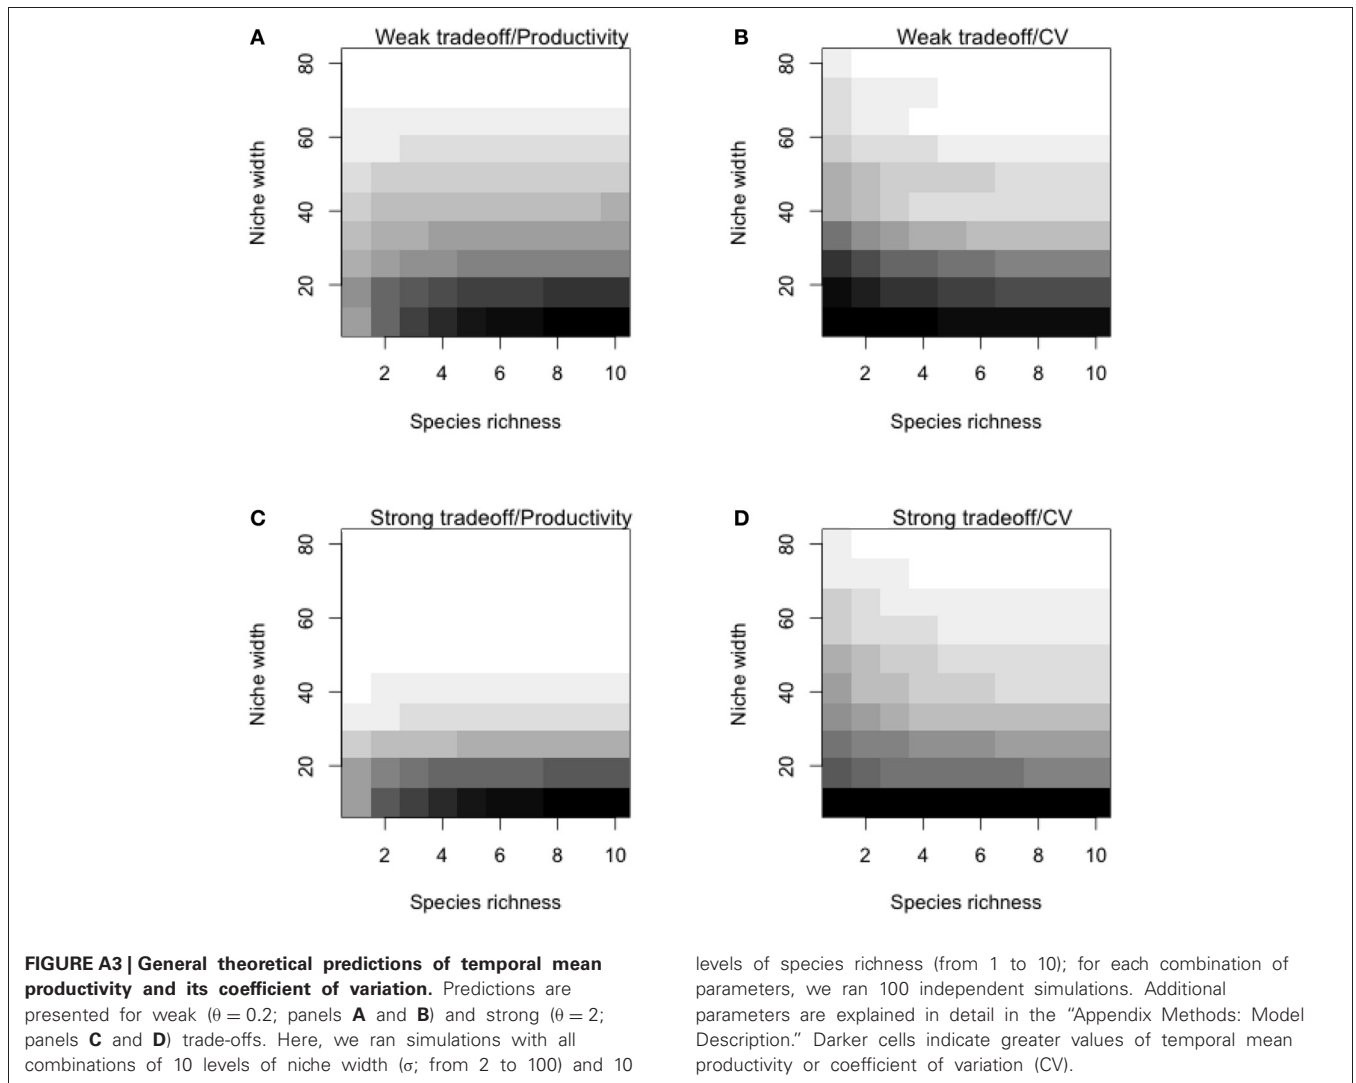 A Weak tradeoff/Productivity
80
60
40
20
Niche width
2 4 6 8 10
Species richness
B Weak tradeoff/CV
80
60
40
20
Niche width
2 4 6 8 10
Species richness
C Strong tradeoff/Productivity
80
60
40
20
Niche width
2 4 6 8 10
Species richness
D Strong tradeoff/CV
80
60
40
20
Niche width
2 4 6 8 10
Species richness
FIGURE A3 | General theoretical predictions of temporal mean
productivity and its coefficient of variation. Predictions are
presented for weak (θ = 0.2; panels A and B) and strong (θ = 2;
panels C and D) trade-offs. Here, we ran simulations with all
combinations of 10 levels of niche width (σ; from 2 to 100) and 10
levels of species richness (from 1 to 10); for each combination of
parameters, we ran 100 independent simulations. Additional
parameters are explained in detail in the “Appendix Methods: Model
Description.” Darker cells indicate greater values of temporal mean
productivity or coefficient of variation (CV).